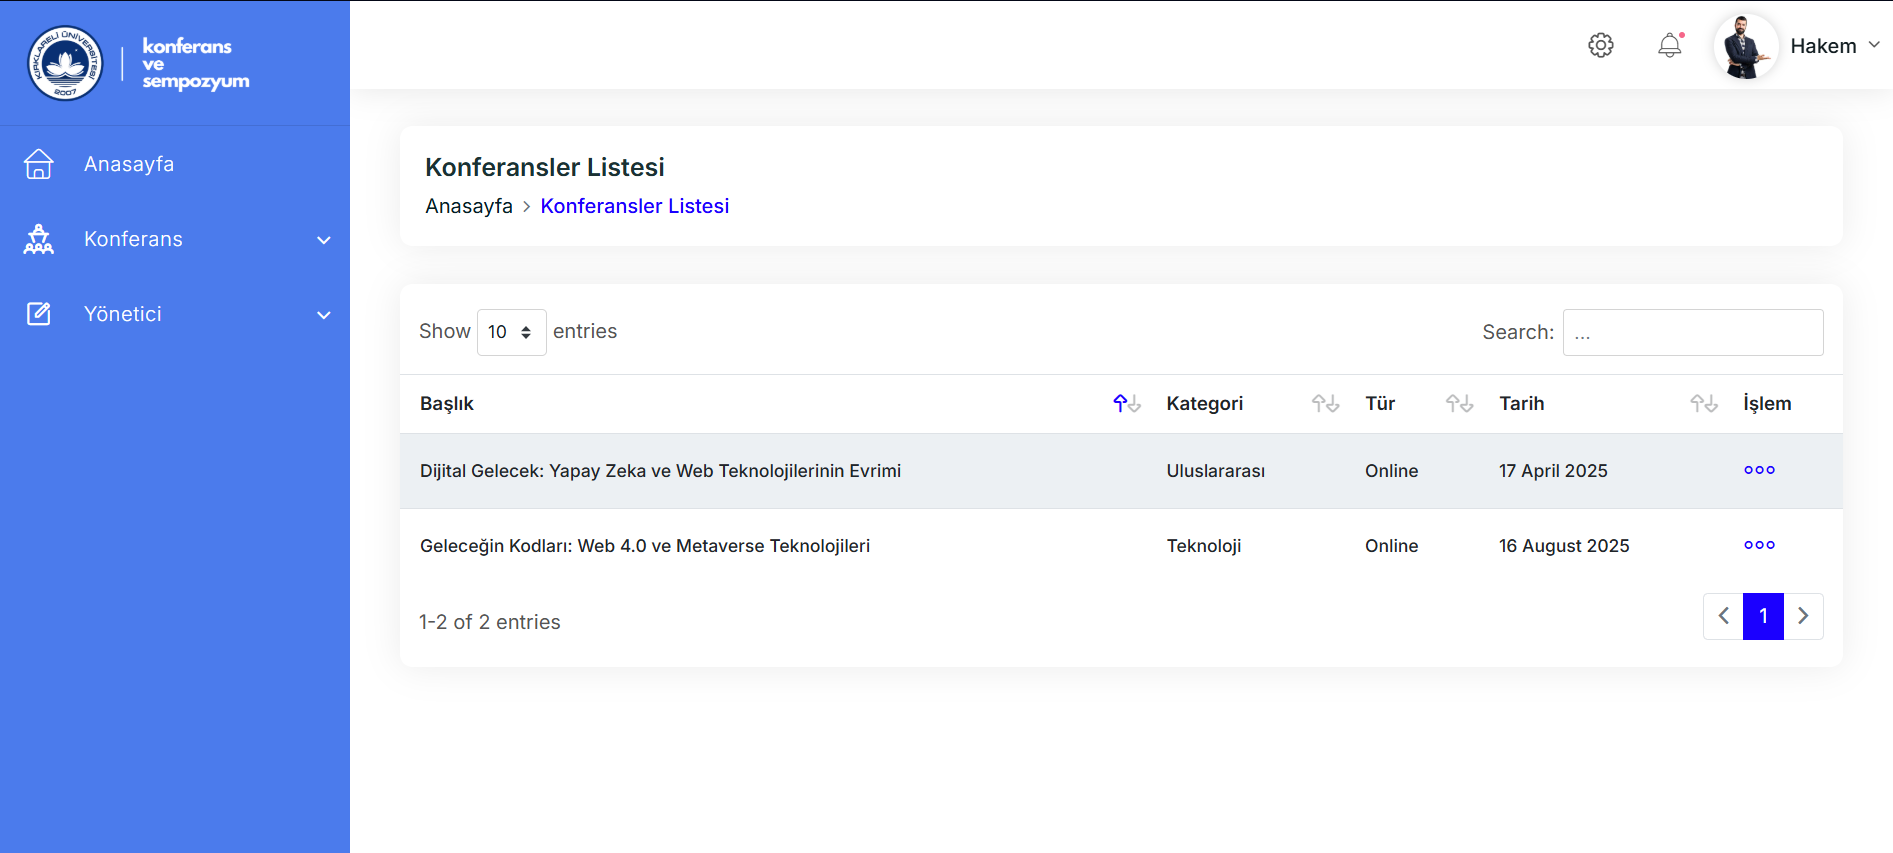 KIRKLARELİ ÜNİVERSİTESİ
2007
konferans
ve
sempozyum
Hakem
Anasayfa
Konferans
Yönetici
Konferansler Listesi
Anasayfa > Konferansler Listesi
Show 10 entries
Search: ...
Başlık Kategori Tür Tarih İşlem
Dijital Gelecek: Yapay Zeka ve Web Teknolojilerinin Evrimi Uluslararası Online 17 April 2025
Geleceğin Kodları: Web 4.0 ve Metaverse Teknolojileri Teknoloji Online 16 August 2025
1-2 of 2 entries
1